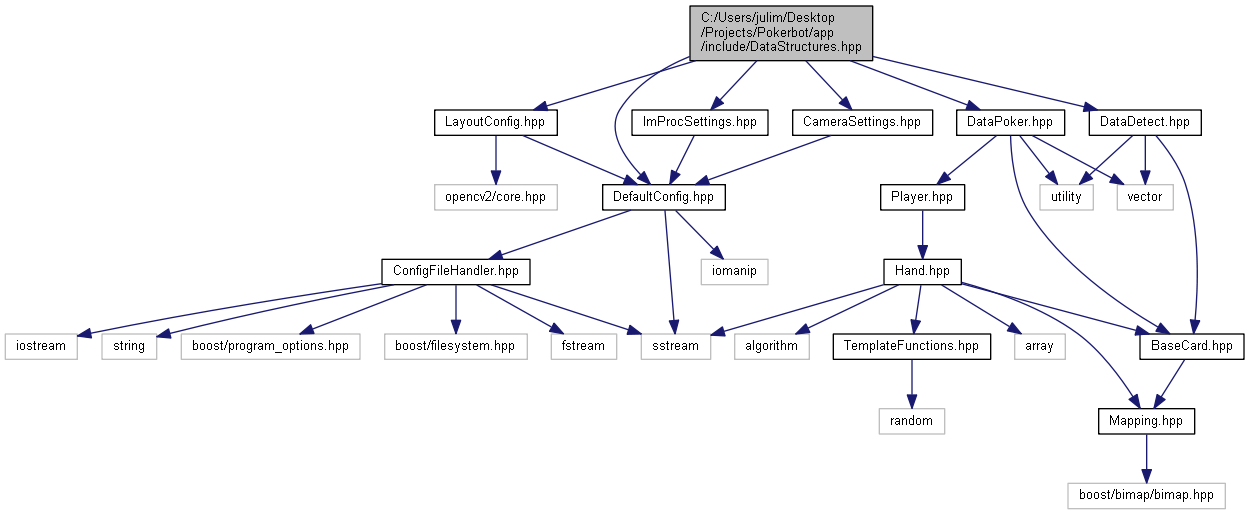 C:/Users/julim/Desktop
/Projects/Pokerbot/app
/include/DataStructures.hpp
LayoutConfig.hpp
ImProcSettings.hpp
CameraSettings.hpp
DataPoker.hpp
DataDetect.hpp
opencv2/core.hpp
DefaultConfig.hpp
Player.hpp
utility
vector
ConfigFileHandler.hpp
iomanip
Hand.hpp
iostream
string
boost/program_options.hpp
boost/filesystem.hpp
fstream
sstream
algorithm
TemplateFunctions.hpp
array
BaseCard.hpp
random
Mapping.hpp
boost/bimap/bimap.hpp